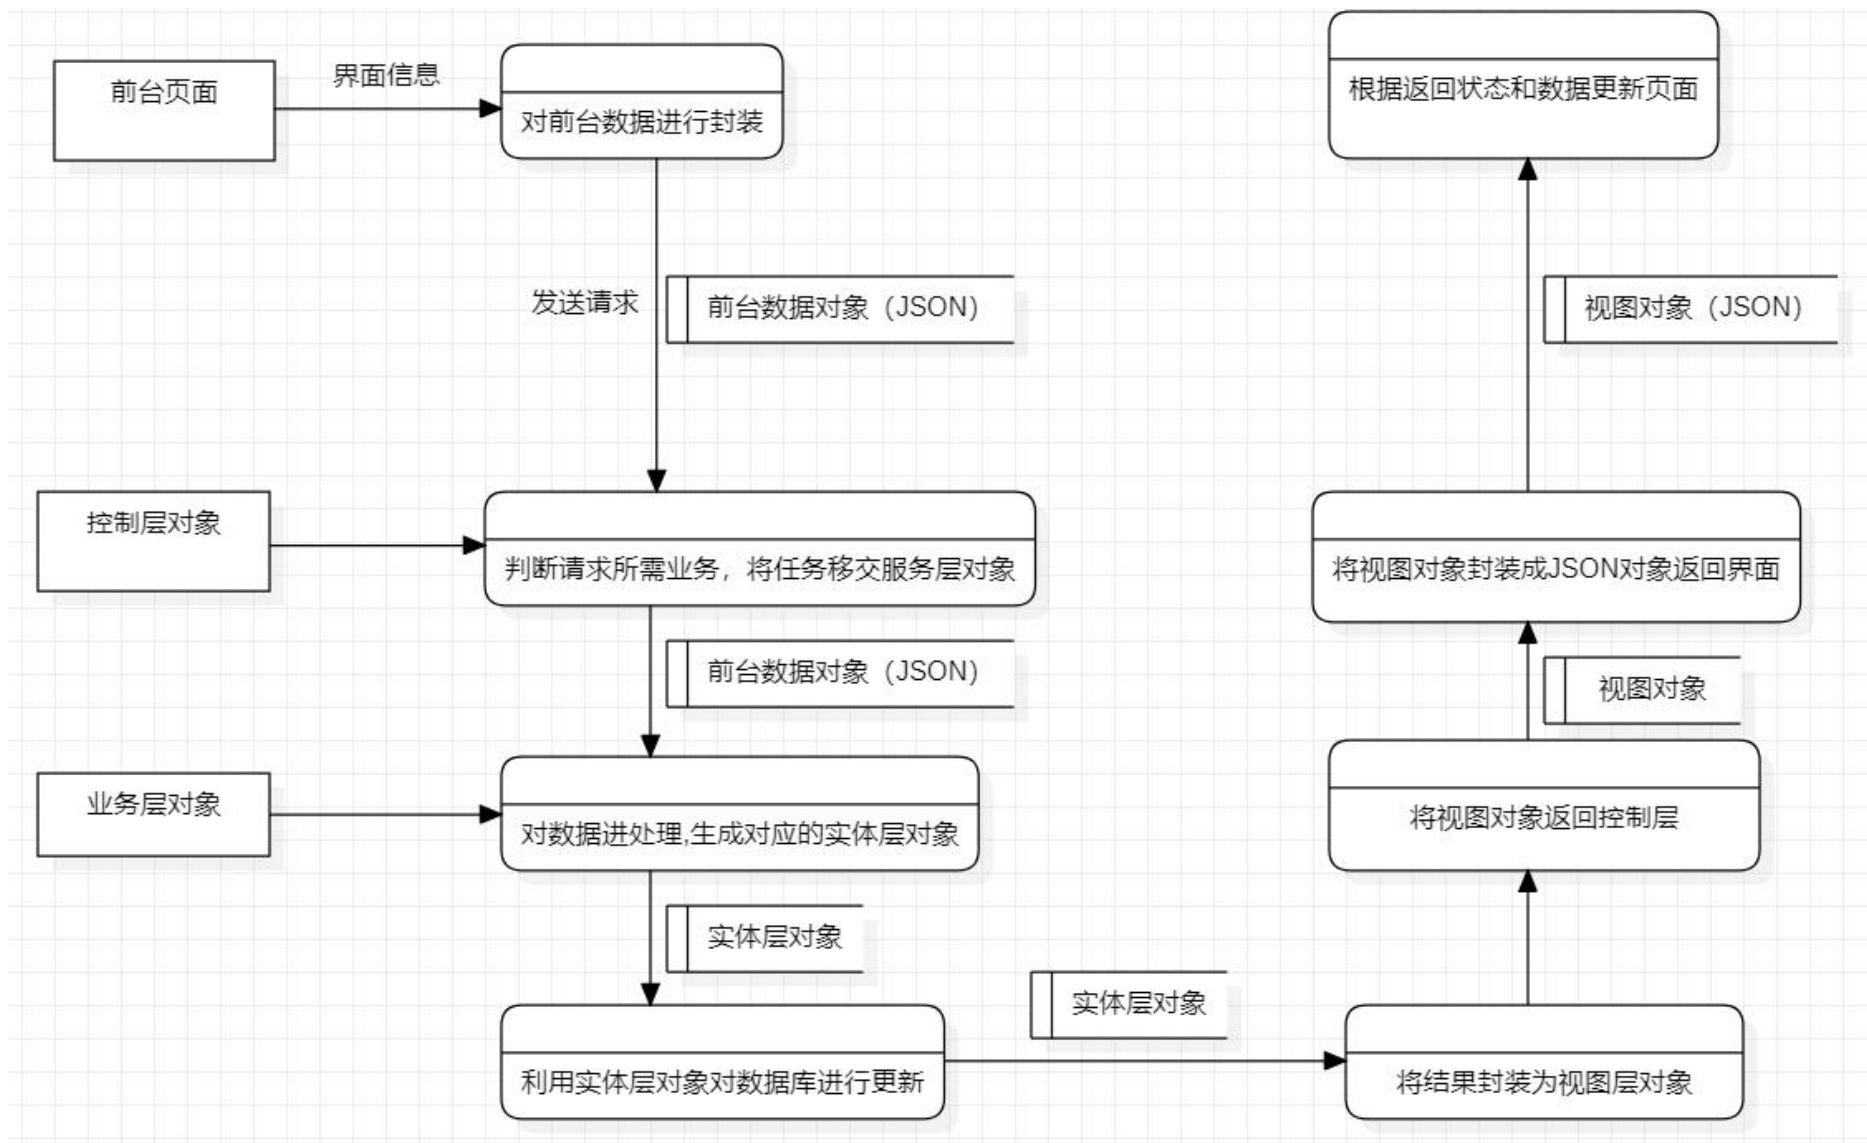 前台页面
界面信息
对前台数据进行封装
根据返回状态和数据更新页面
发送请求
前台数据对象（JSON）
视图对象（JSON）
控制层对象
判断请求所需业务，将任务移交服务层对象
将视图对象封装成JSON对象返回界面
前台数据对象（JSON）
视图对象
业务层对象
对数据进处理,生成对应的实体层对象
将视图对象返回控制层
实体层对象
实体层对象
利用实体层对象对数据库进行更新
将结果封装为视图层对象